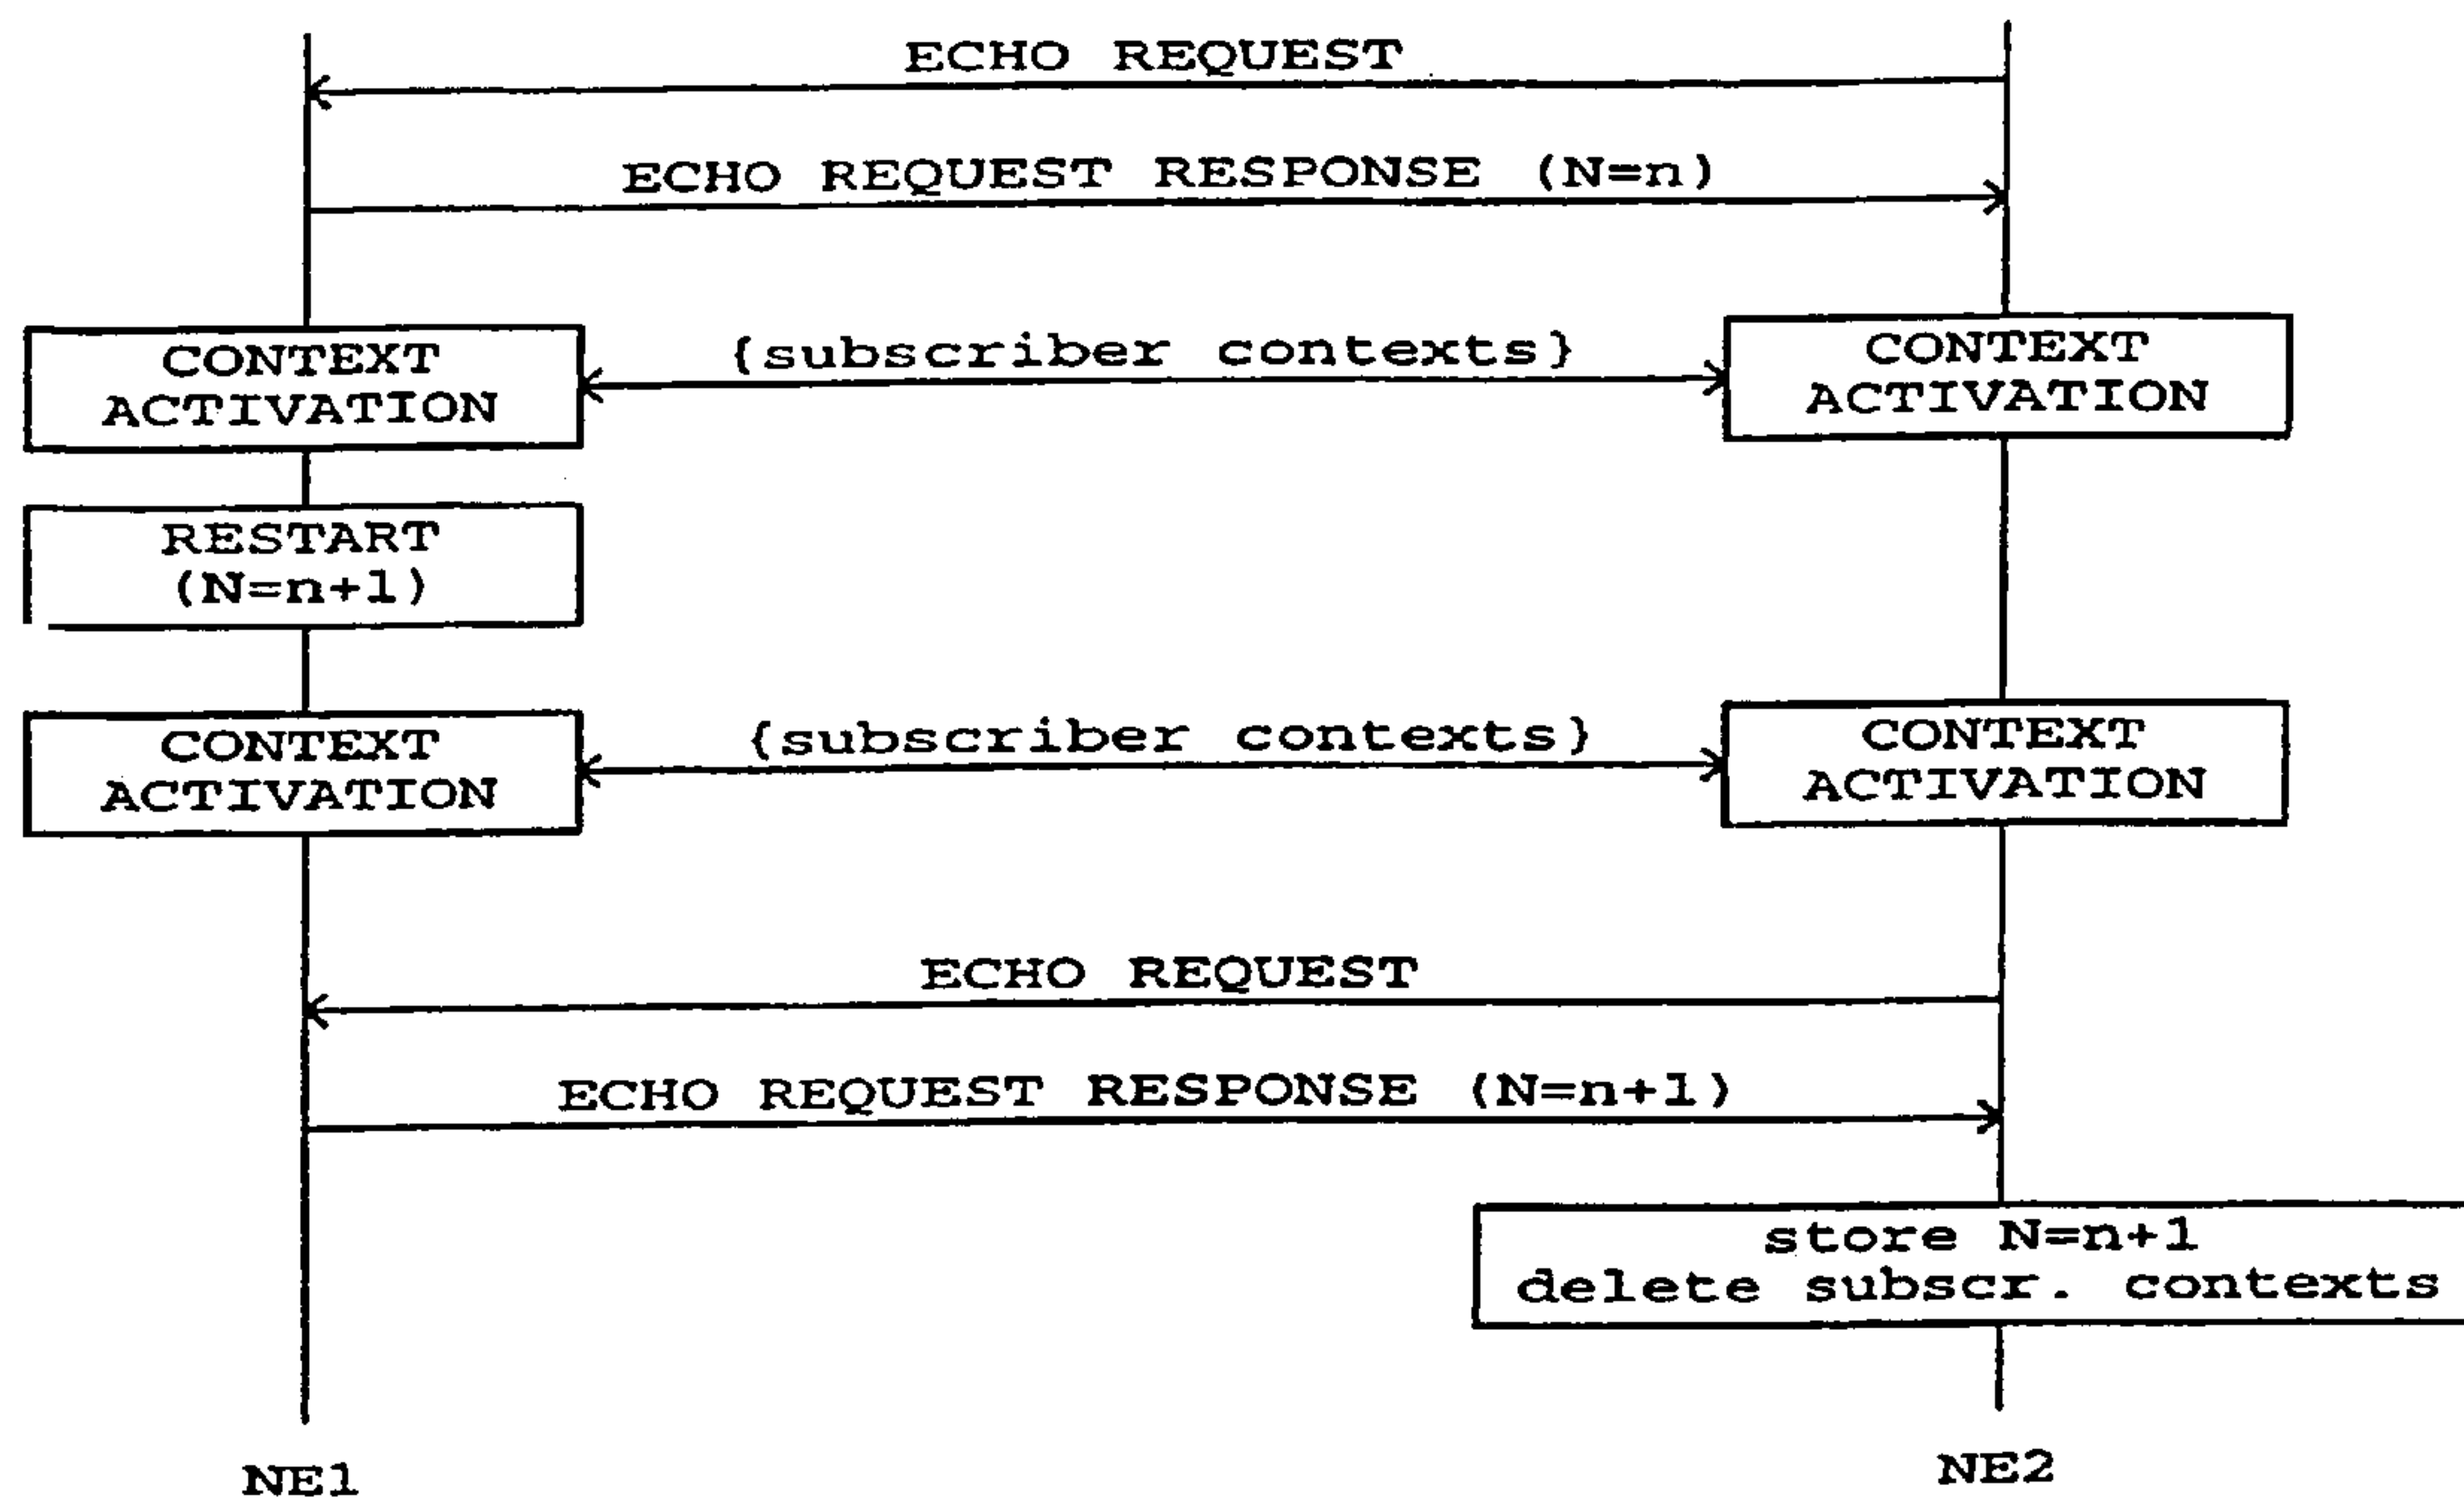 ECHO REQUEST
ECHO REQUEST RESPONSE (N=n)
CONTEXT
ACTIVATION
{subscriber contexts}
CONTEXT
ACTIVATION
RESTART
(N=n+1)
CONTEXT
ACTIVATION
{subscriber contexts}
CONTEXT
ACTIVATION
ECHO REQUEST
ECHO REQUEST RESPONSE (N=n+1)
store N=n+1
delete subscr. contexts
NE1
NE2